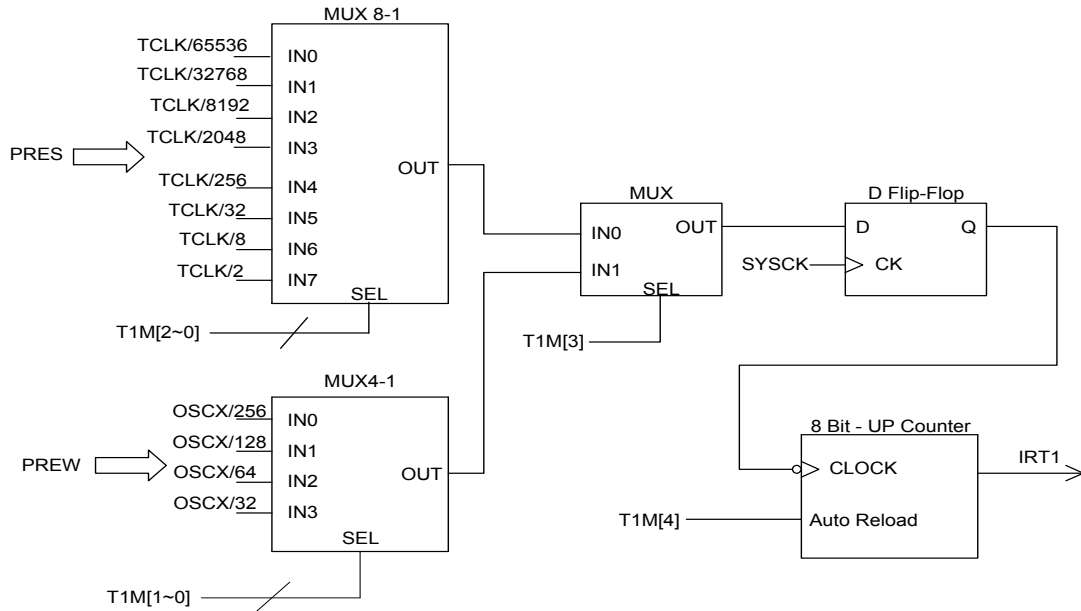 MUX 8-1
TCLK/65536
IN0
TCLK/32768
IN1
TCLK/8192
IN2
TCLK/2048
IN3
PRES
TCLK/256
IN4
TCLK/32
IN5
TCLK/8
IN6
TCLK/2
IN7
OUT
SEL
T1M[2~0]
MUX
IN0
OUT
IN1
SEL
T1M[3]
D Flip-Flop
D
Q
SYSCK
CK
MUX4-1
OSCX/256
IN0
OSCX/128
IN1
PREW
OSCX/64
IN2
OSCX/32
IN3
OUT
SEL
T1M[1~0]
8 Bit - UP Counter
CLOCK
IRT1
T1M[4]
Auto Reload